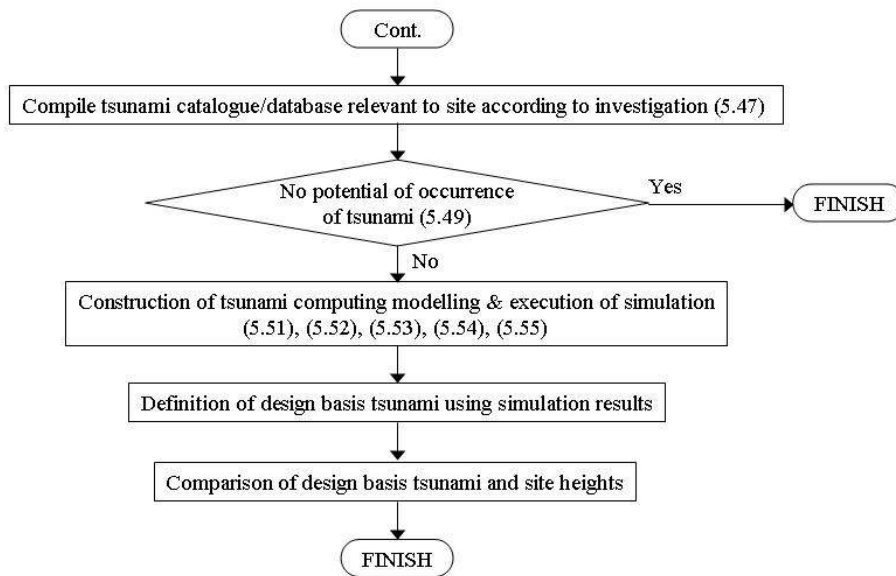 Cont.
Compile tsunami catalogue/database relevant to site according to investigation (5.47)
No potential of occurrence
of tsunami (5.49)
Yes
FINISH
No
Construction of tsunami computing modelling & execution of simulation
(5.51), (5.52), (5.53), (5.54), (5.55)
Definition of design basis tsunami using simulation results
Comparison of design basis tsunami and site heights
FINISH